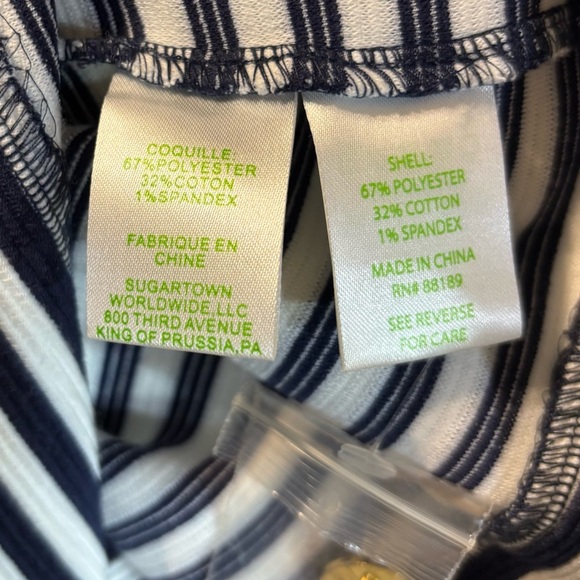 COQUILLE
67%POLYESTER
32%COTON
1%SPANDEX
FABRIQUE EN
CHINE
SUGARTOWN
WORLDWIDE,LLC
800 THIRD AVENUE
KING OF PRUSSIA,PA
SHELL:
67% POLYESTER
32% COTTON
1% SPANDEX
MADE IN CHINA
RN# 88189
SEE REVERSE
FOR CARE